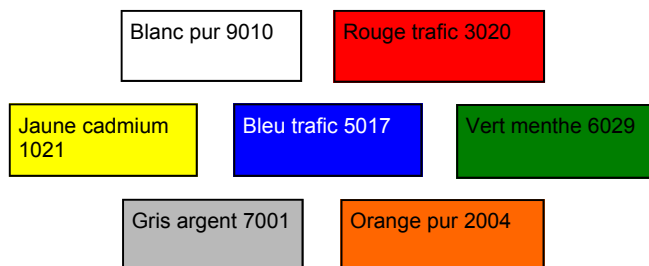 Blanc pur 9010
Rouge trafic 3020
Jaune cadmium
1021
Bleu trafic 5017
Vert menthe 6029
Gris argent 7001
Orange pur 2004